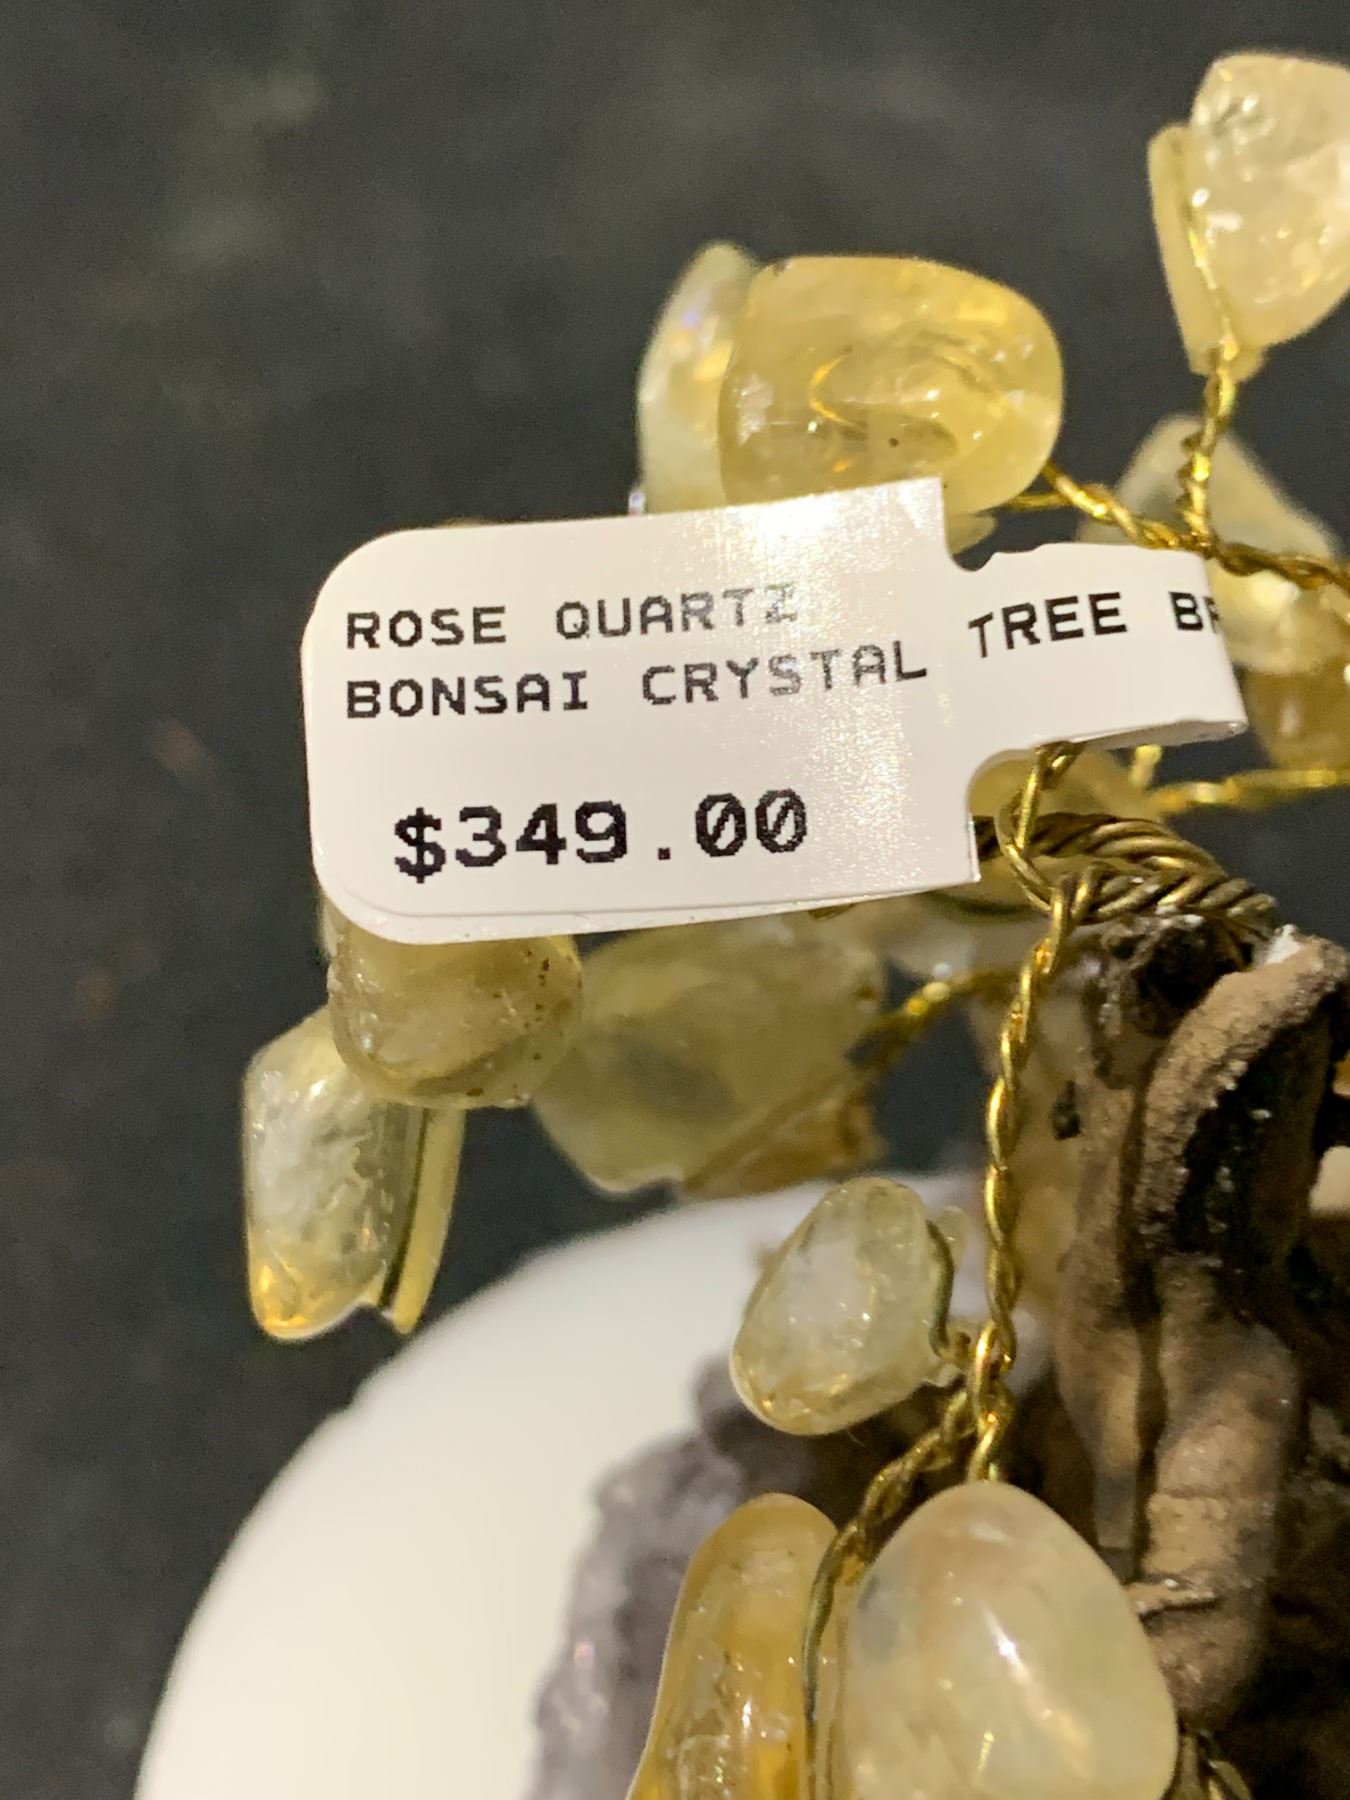 ROSE QUARTZ
BONSAI CRYSTAL TREE
$349.00